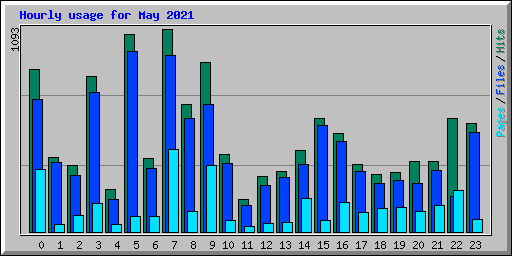 Hourly usage for May 2021
1093
Pages/Files/Hits
0 1 2 3 4 5 6 7 8 9 10 11 12 13 14 15 16 17 18 19 20 21 22 23